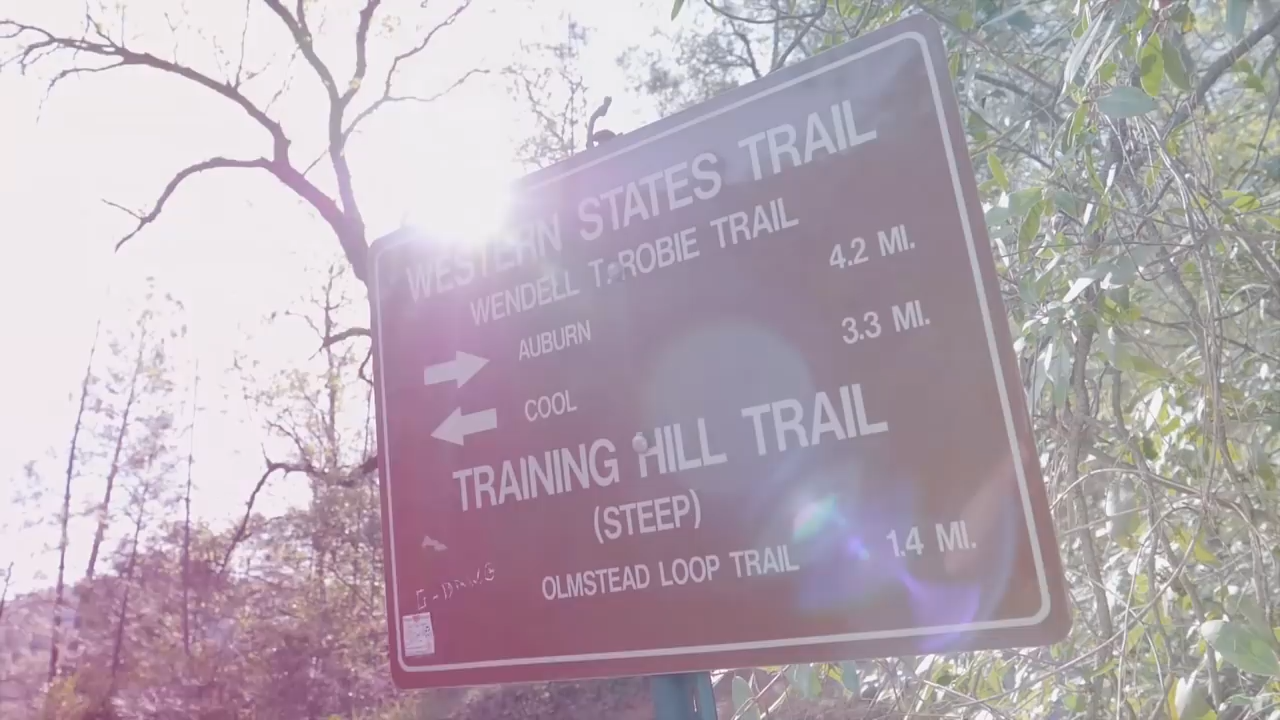 WESTERN STATES TRAIL
WENDELL T. ROBIE TRAIL
AUBURN 4.2 MI.
COOL 3.3 MI.
TRAINING HILL TRAIL
(STEEP)
OLMSTEAD LOOP TRAIL 1.4 MI.
G-DAWG